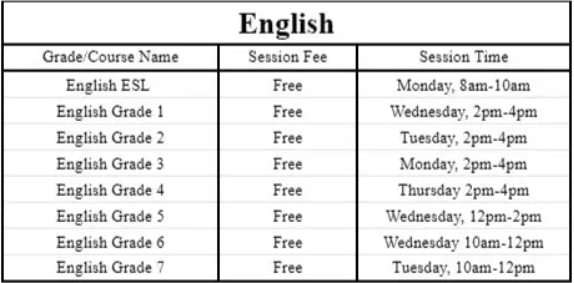 English
Grade/Course Name Session Fee Session Time
English ESL Free Monday, 8am-10am
English Grade 1 Free Wednesday, 2pm-4pm
English Grade 2 Free Tuesday, 2pm-4pm
English Grade 3 Free Monday, 2pm-4pm
English Grade 4 Free Thursday 2pm-4pm
English Grade 5 Free Wednesday, 12pm-2pm
English Grade 6 Free Wednesday 10am-12pm
English Grade 7 Free Tuesday, 10am-12pm